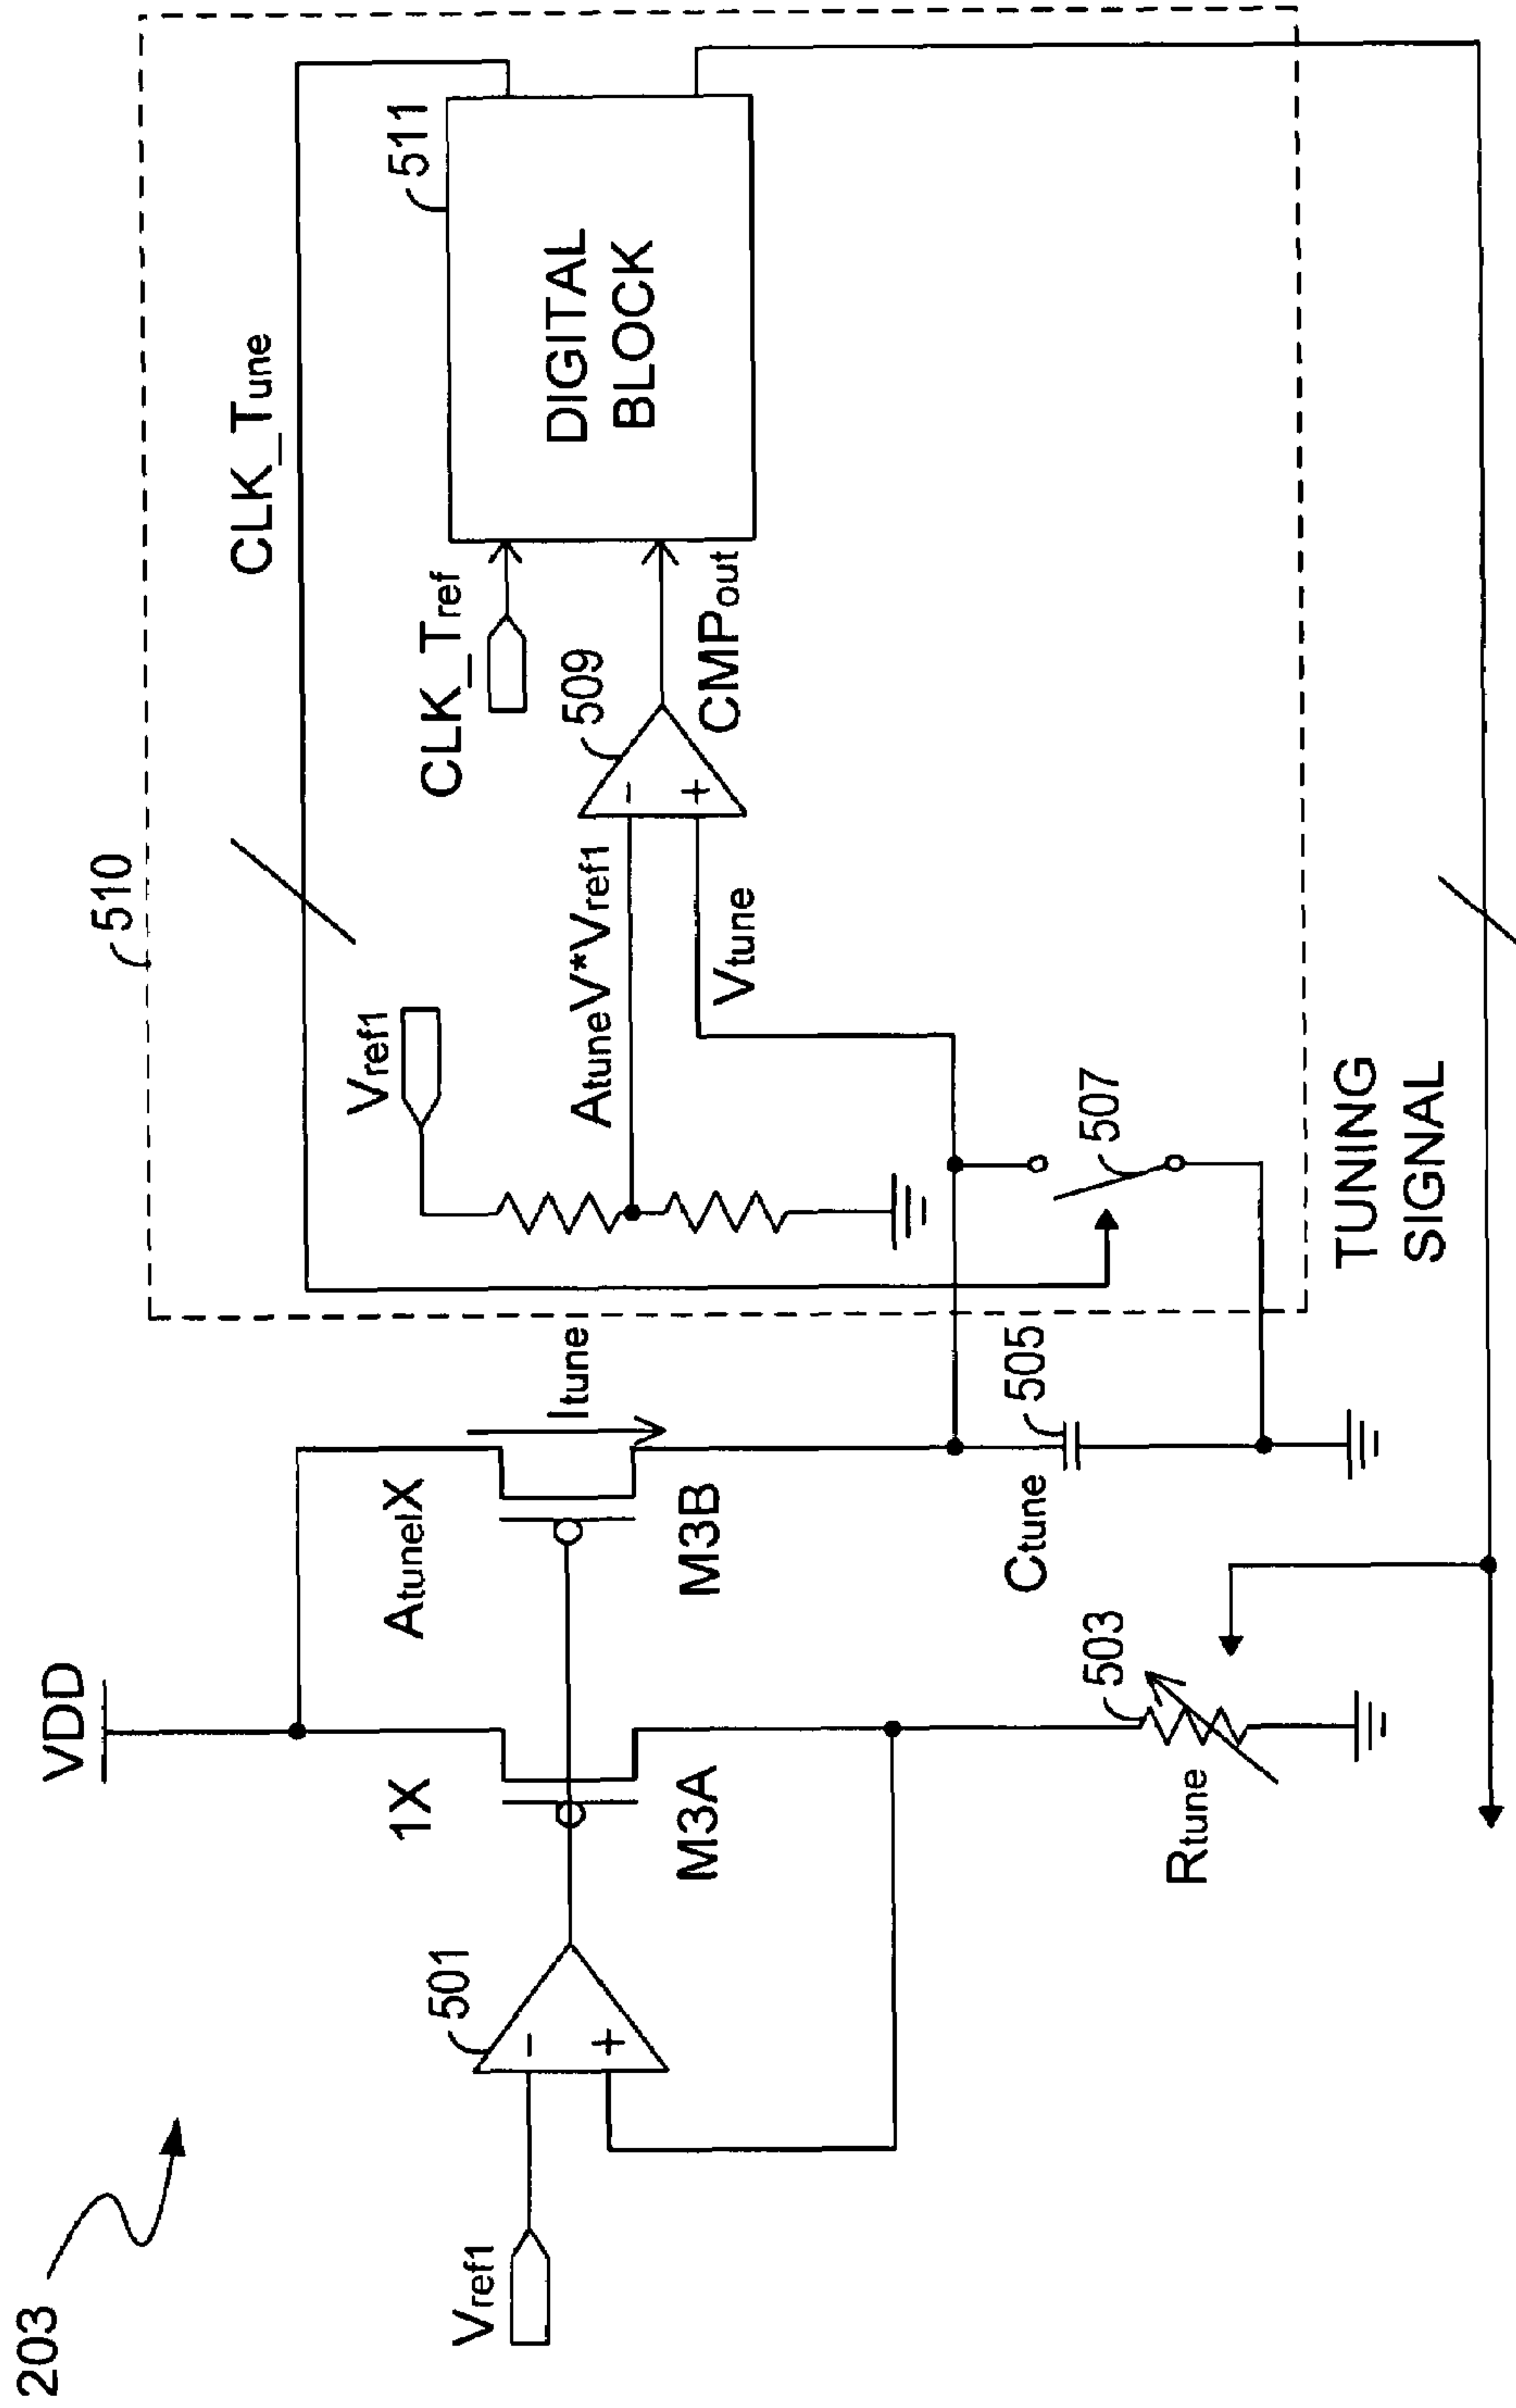 203
VDD
1X
AtuneIX
Itune
M3A
M3B
501
Vref1
503
Rtune
505
Ctune
510
CLK_Tune
Vref1
AtuneV*Vref1
Vtune
507
509
CLK_Tref
CMPout
511
DIGITAL
BLOCK
TUNING
SIGNAL